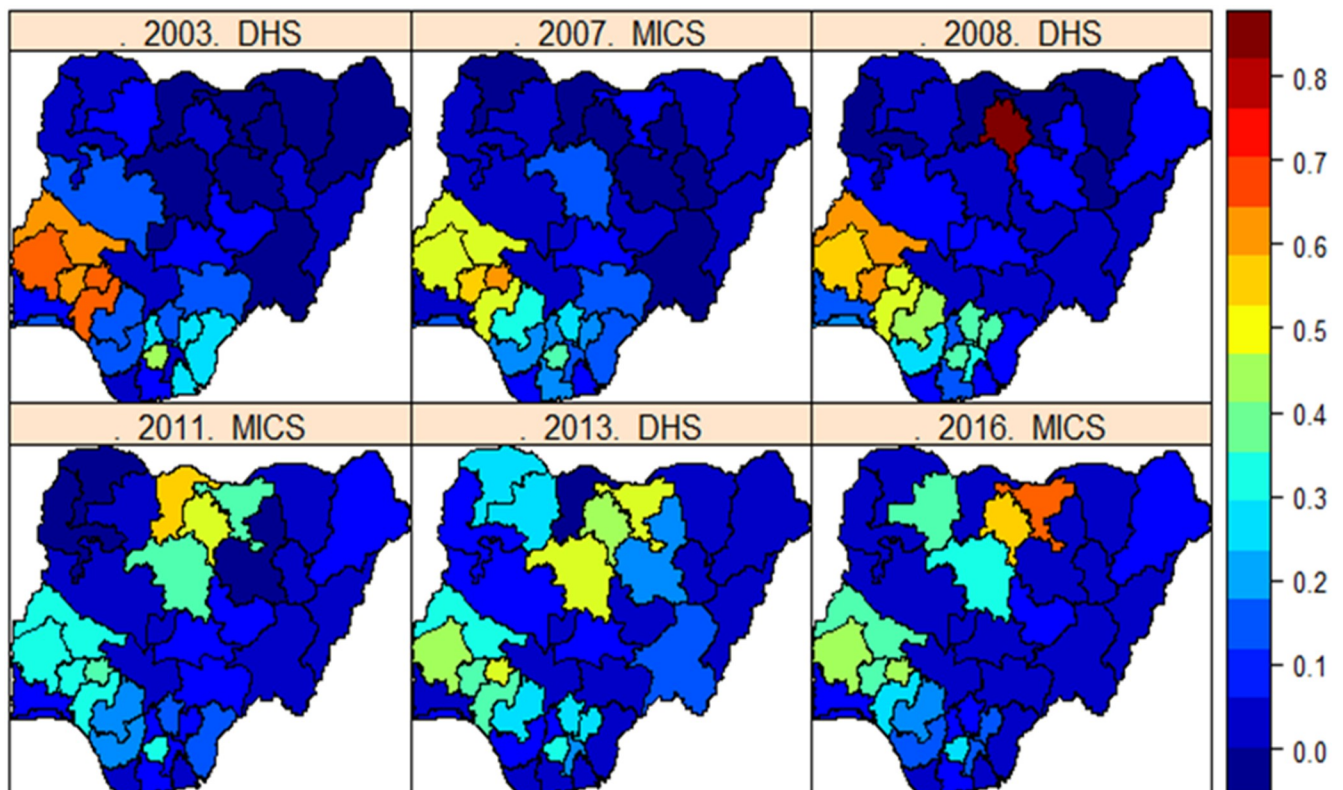 . 2003. DHS
. 2007. MICS
. 2008. DHS
. 2011. MICS
. 2013. DHS
. 2016. MICS
0.8
0.7
0.6
0.5
0.4
0.3
0.2
0.1
0.0